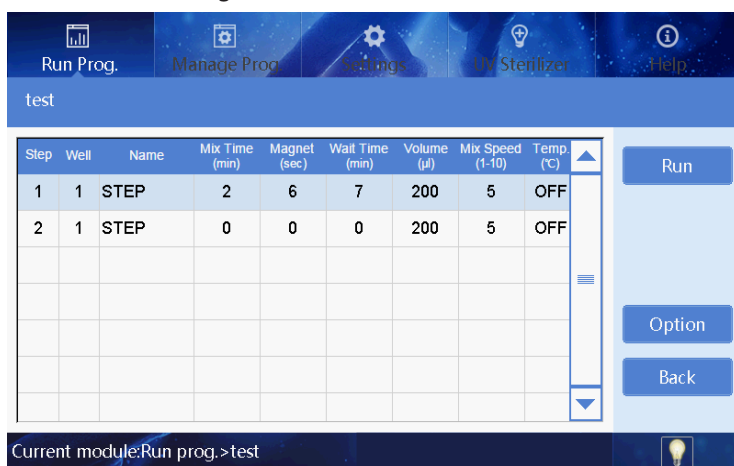 Run Prog. Manage Prog. Settings UV Sterilizer Help
test
Step Well Name Mix Time (min) Magnet (sec) Wait Time (min) Volume (µl) Mix Speed (1-10) Temp. (℃)
1 1 STEP 2 6 7 200 5 OFF
2 1 STEP 0 0 0 200 5 OFF
Run
Option
Back
Current module:Run prog.>test